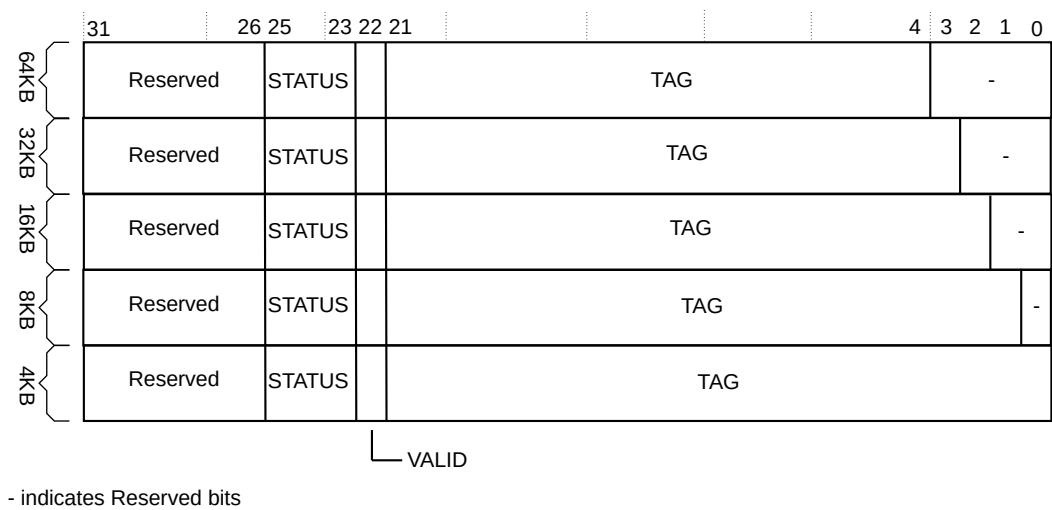 31 26 25 23 22 21 4 3 2 1 0
64KB Reserved STATUS TAG -
32KB Reserved STATUS TAG -
16KB Reserved STATUS TAG -
8KB Reserved STATUS TAG -
4KB Reserved STATUS TAG
VALID
- indicates Reserved bits